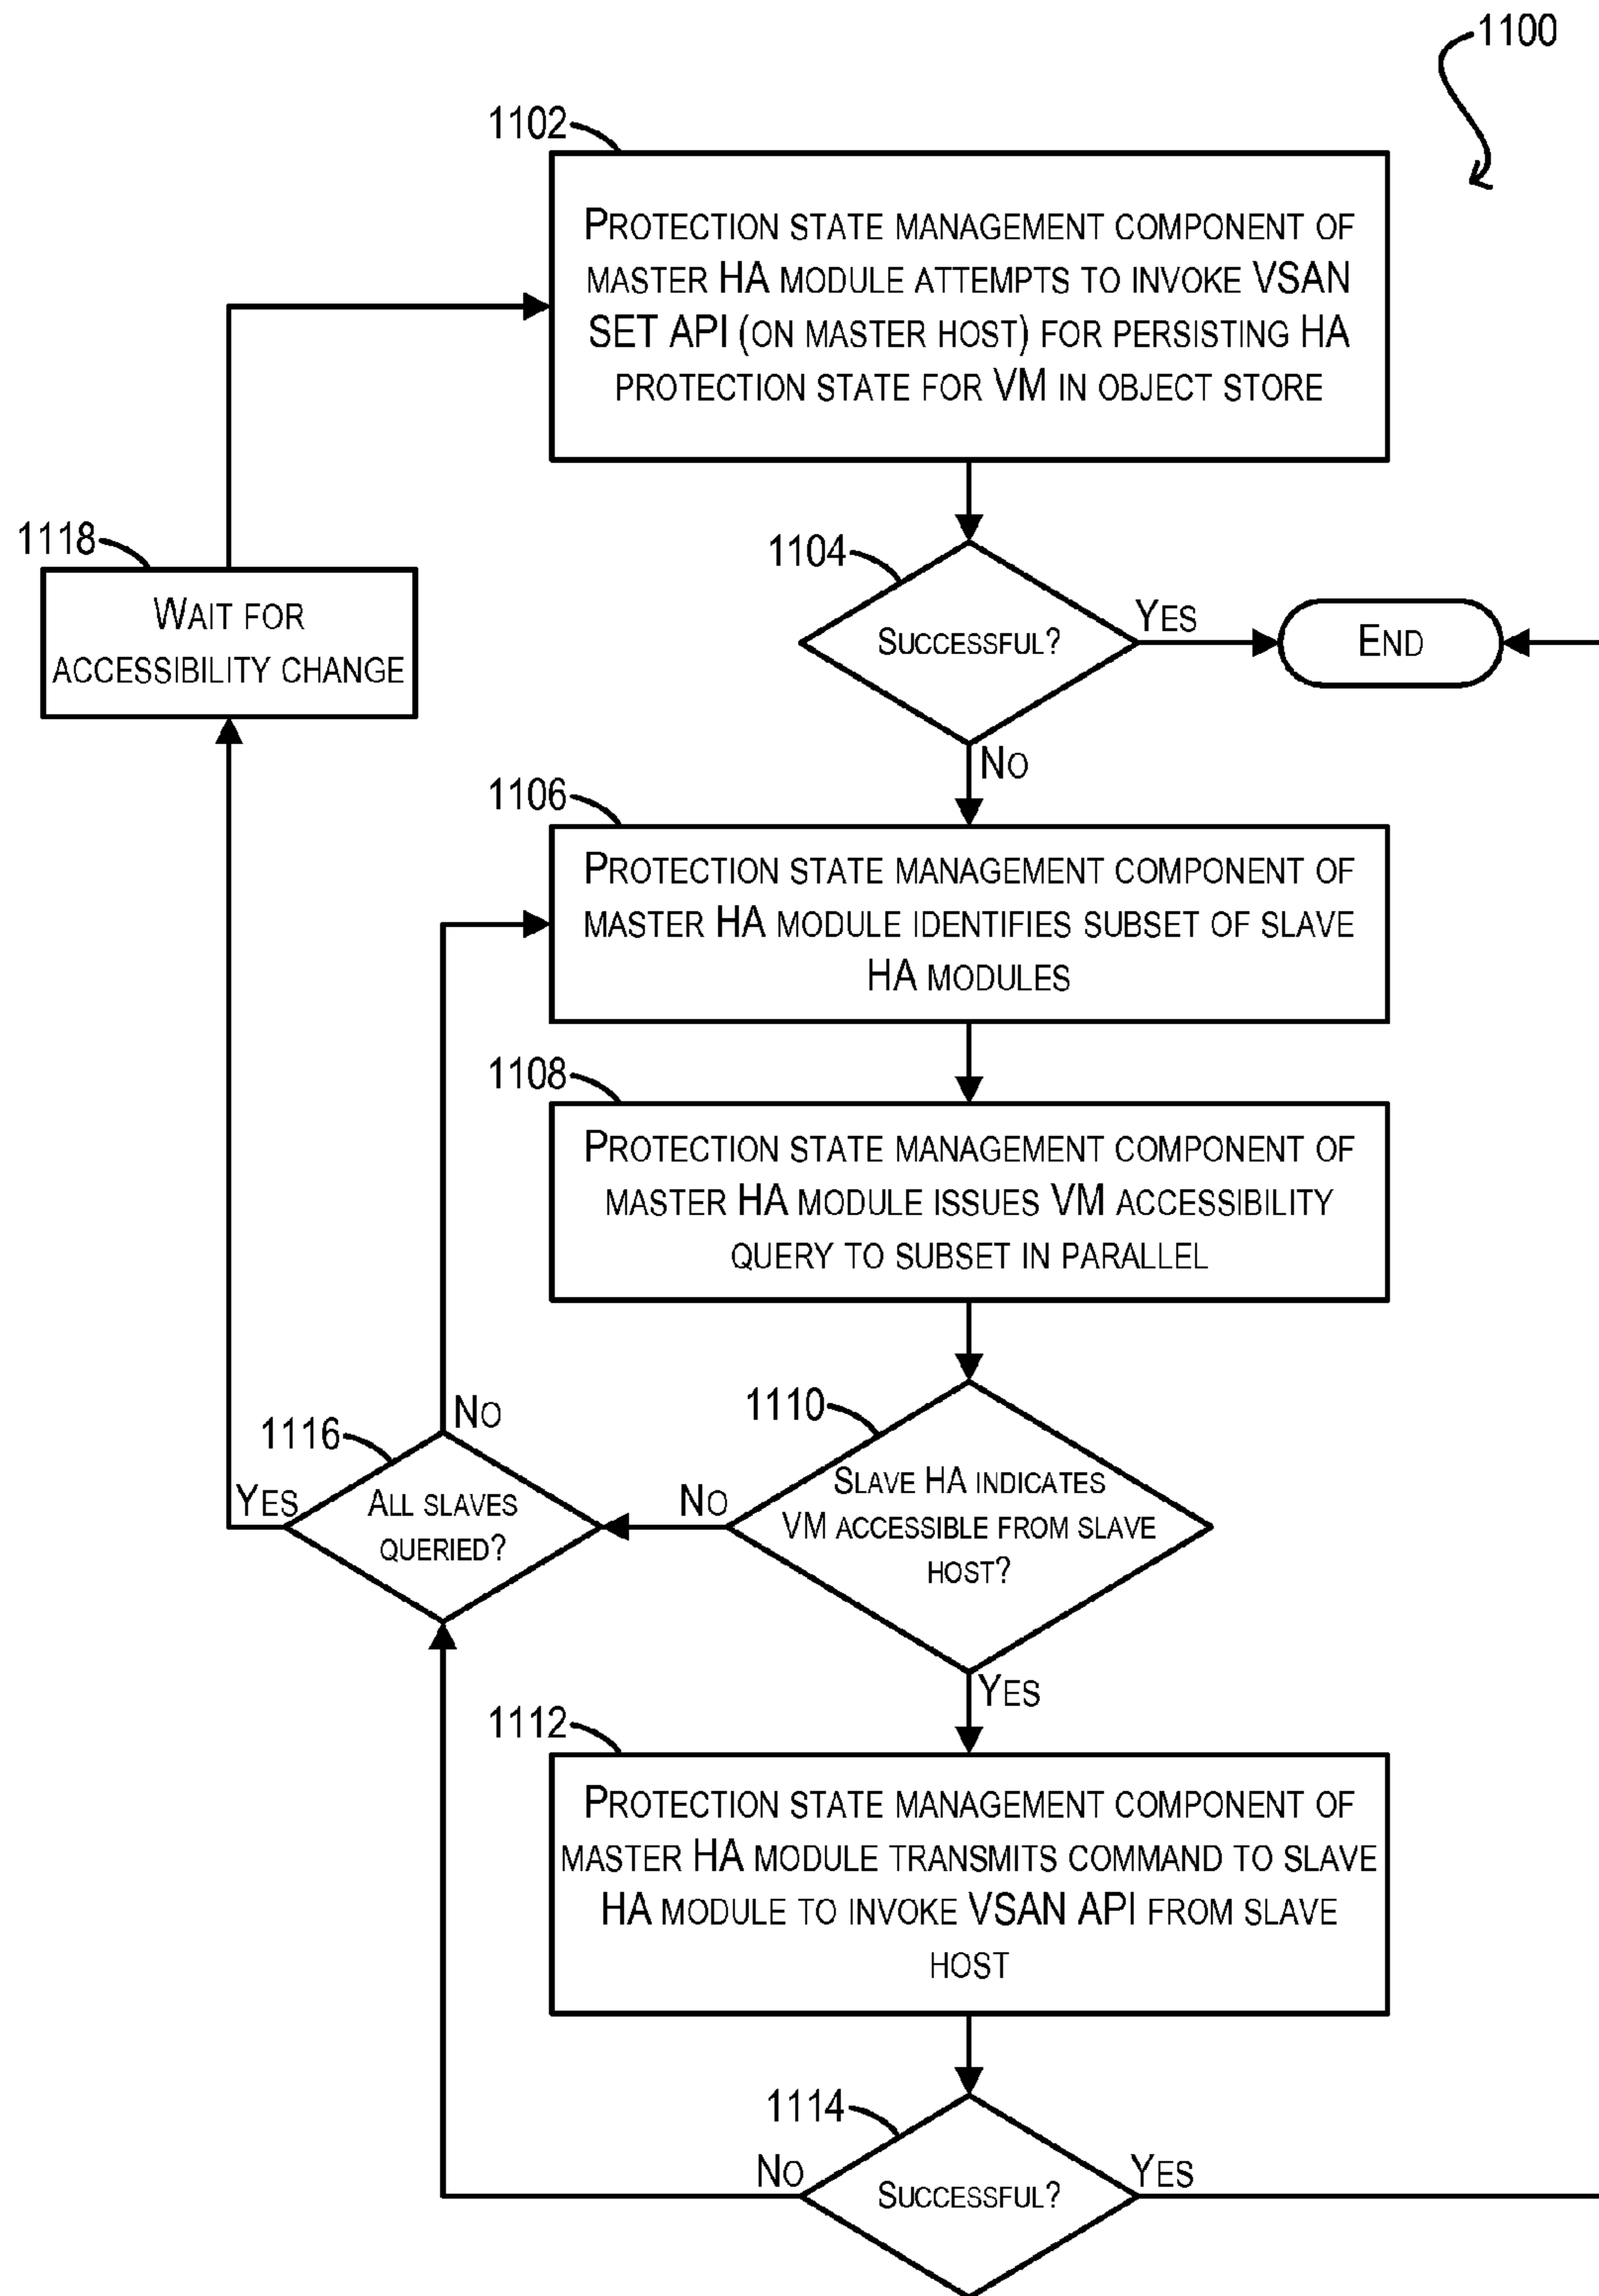 1100
1102
PROTECTION STATE MANAGEMENT COMPONENT OF
MASTER HA MODULE ATTEMPTS TO INVOKE VSAN
SET API (ON MASTER HOST) FOR PERSISTING HA
PROTECTION STATE FOR VM IN OBJECT STORE
1118
WAIT FOR
ACCESSIBILITY CHANGE
1104
SUCCESSFUL?
YES
END
NO
1106
PROTECTION STATE MANAGEMENT COMPONENT OF
MASTER HA MODULE IDENTIFIES SUBSET OF SLAVE
HA MODULES
1108
PROTECTION STATE MANAGEMENT COMPONENT OF
MASTER HA MODULE ISSUES VM ACCESSIBILITY
QUERY TO SUBSET IN PARALLEL
1110
SLAVE HA INDICATES
VM ACCESSIBLE FROM SLAVE
HOST?
NO
1116
NO
YES
ALL SLAVES
QUERIED?
YES
1112
PROTECTION STATE MANAGEMENT COMPONENT OF
MASTER HA MODULE TRANSMITS COMMAND TO SLAVE
HA MODULE TO INVOKE VSAN API FROM SLAVE
HOST
1114
NO
SUCCESSFUL?
YES